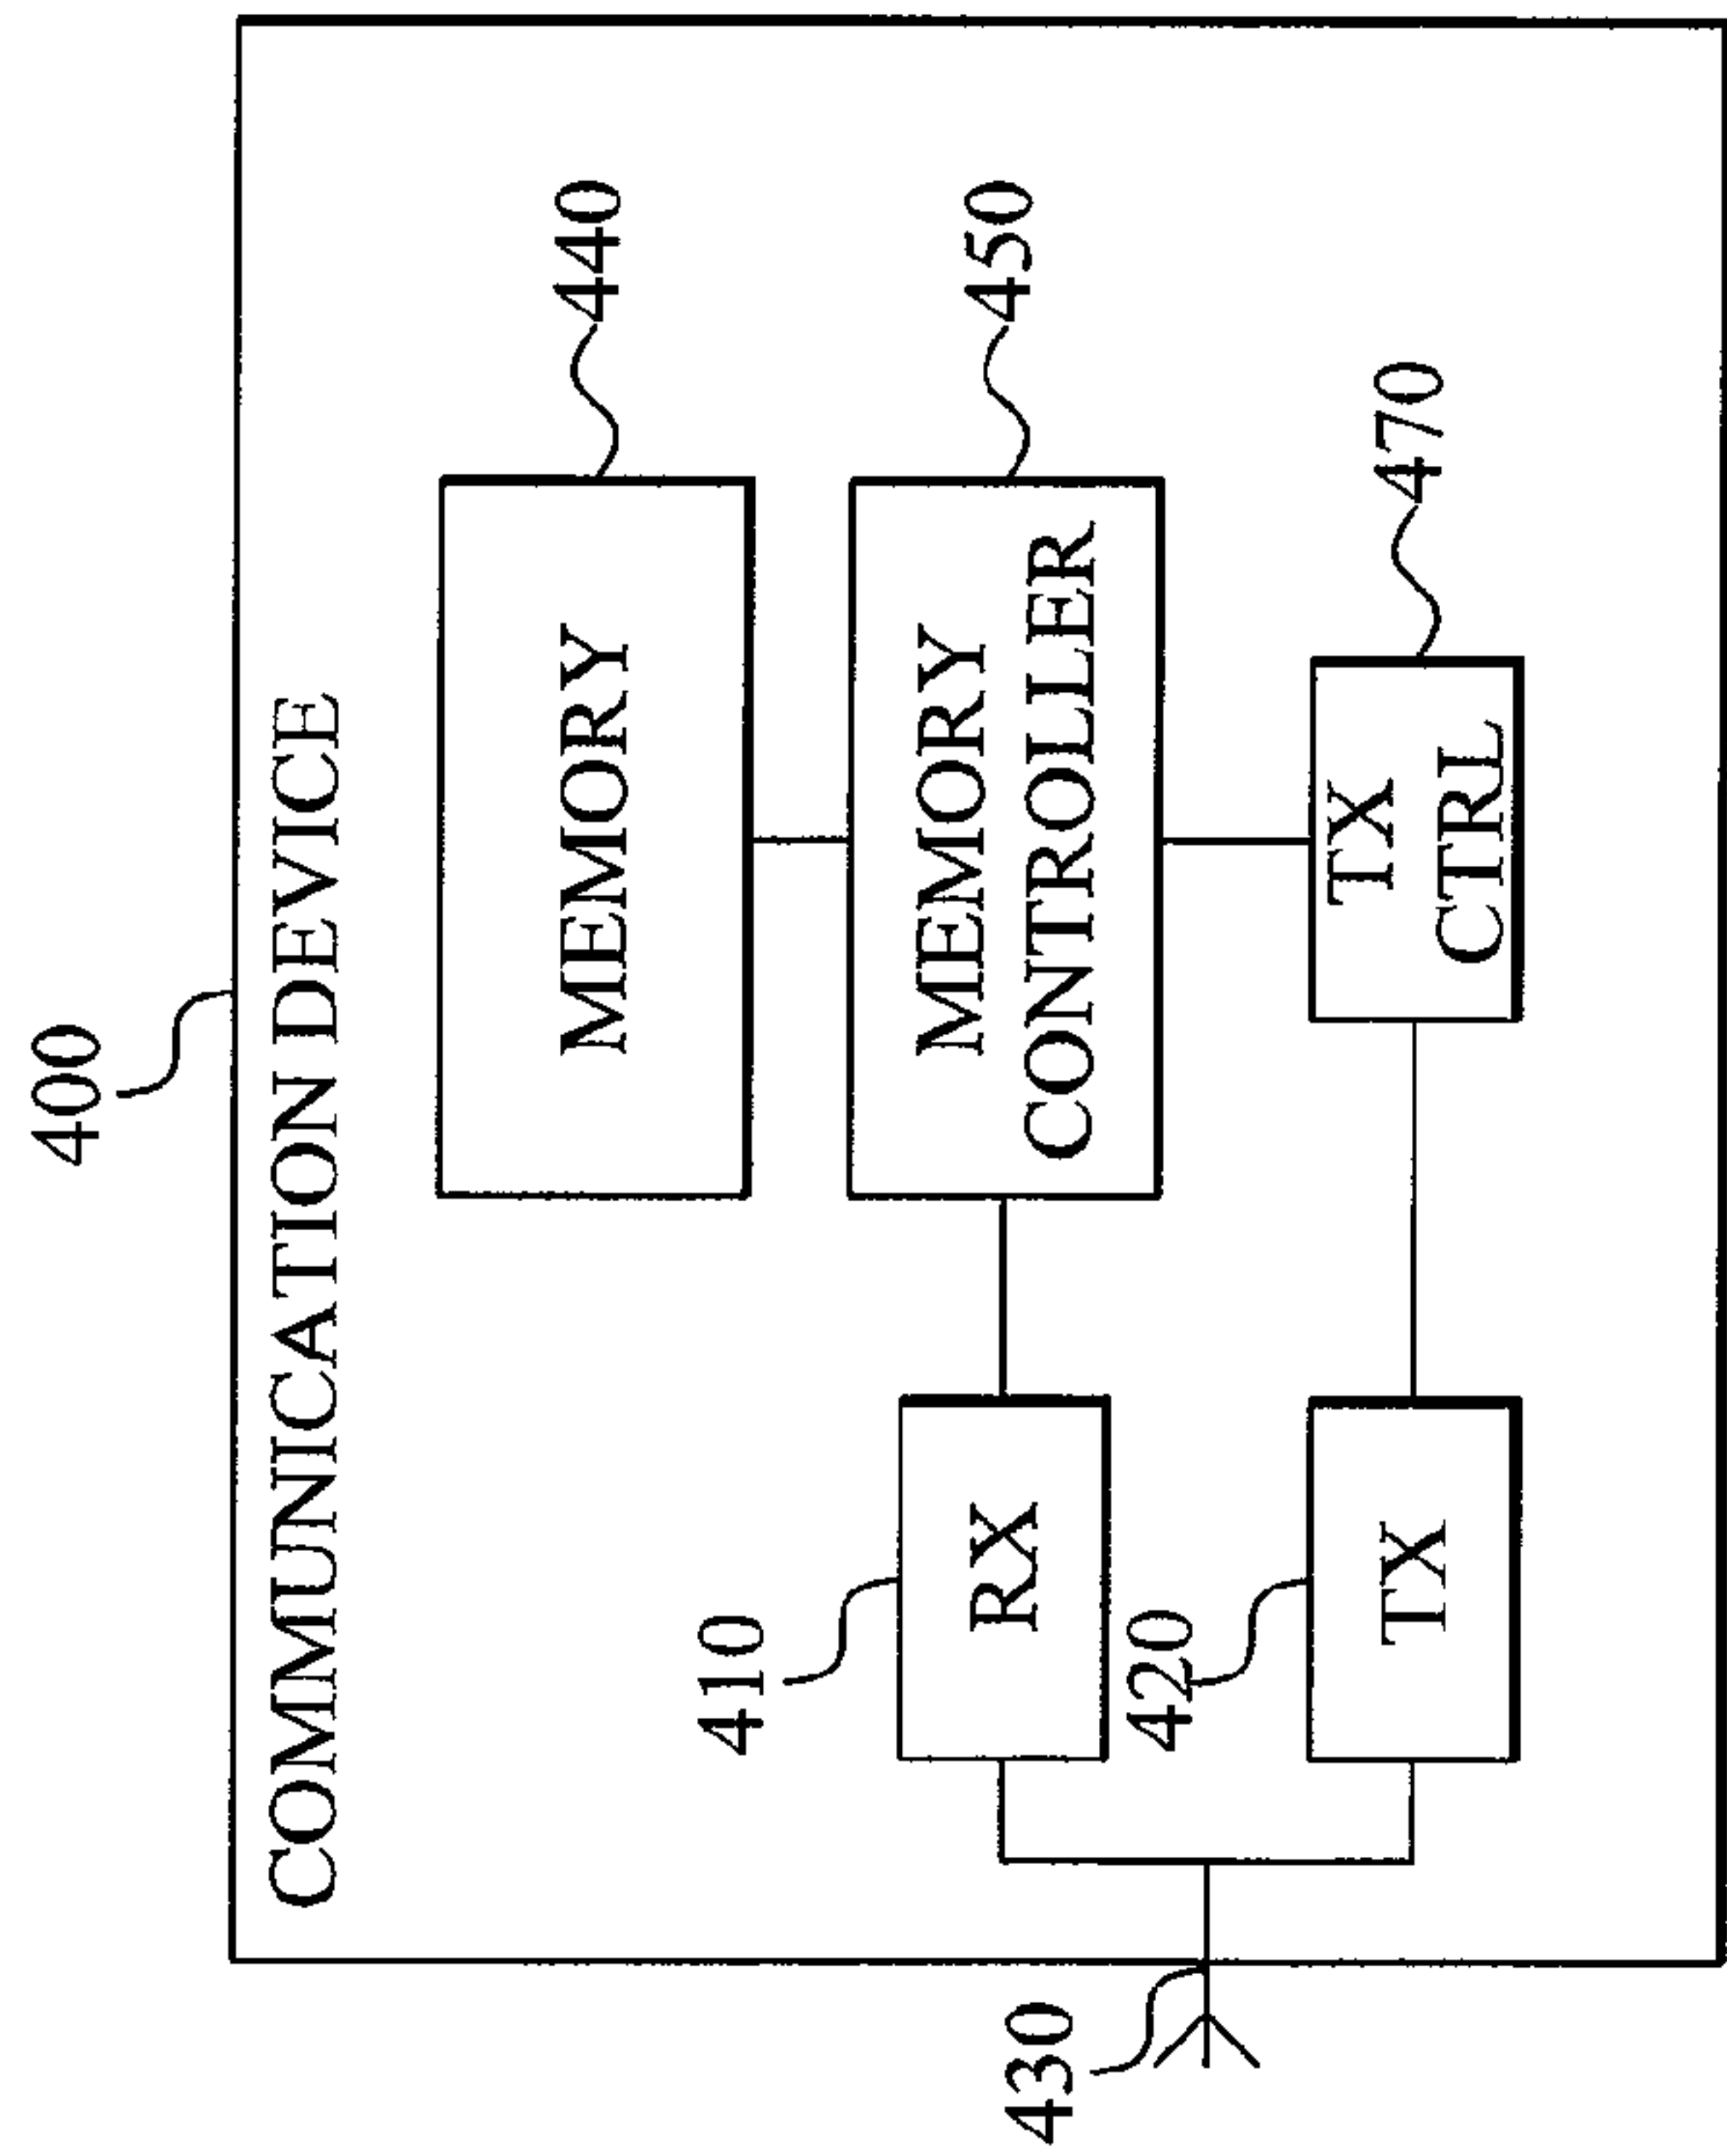 400
COMMUNICATION DEVICE
MEMORY
440
410
RX
MEMORY
CONTROLLER
450
430
420
TX
TX
CTRL
470